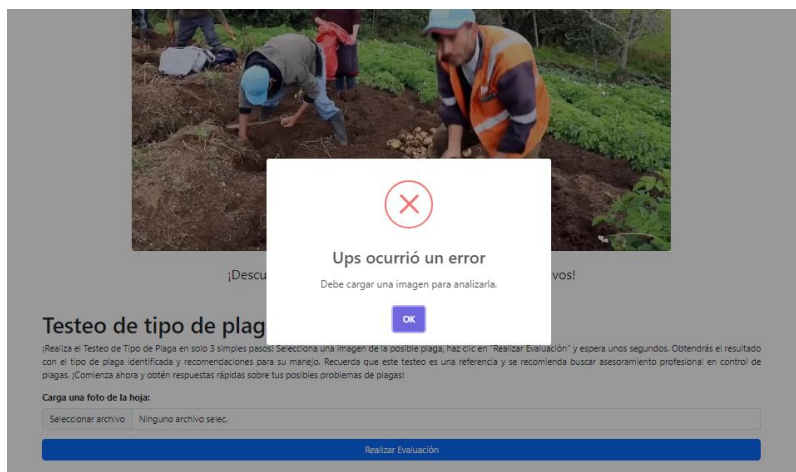 Ups ocurrió un error
¡Descu
vos!
Debe cargar una imagen para analizarla.
OK
Testeo de tipo de plag
¡Realiza el Testeo de Tipo de Plaga en solo 3 simples pasos! Selecciona una imagen de la posible plaga, haz clic en "Realizar Evaluación" y espera unos segundos. Obtendrás el resultado
con el tipo de plaga identificada y recomendaciones para su manejo. Recuerda que este testeo es una referencia y se recomienda buscar asesoramiento profesional en control de
plagas. ¡Comienza ahora y obtén respuestas rápidas sobre tus posibles problemas de plagas!
Carga una foto de la hoja:
Seleccionar archivo Ninguno archivo selec.
Realizar Evaluación